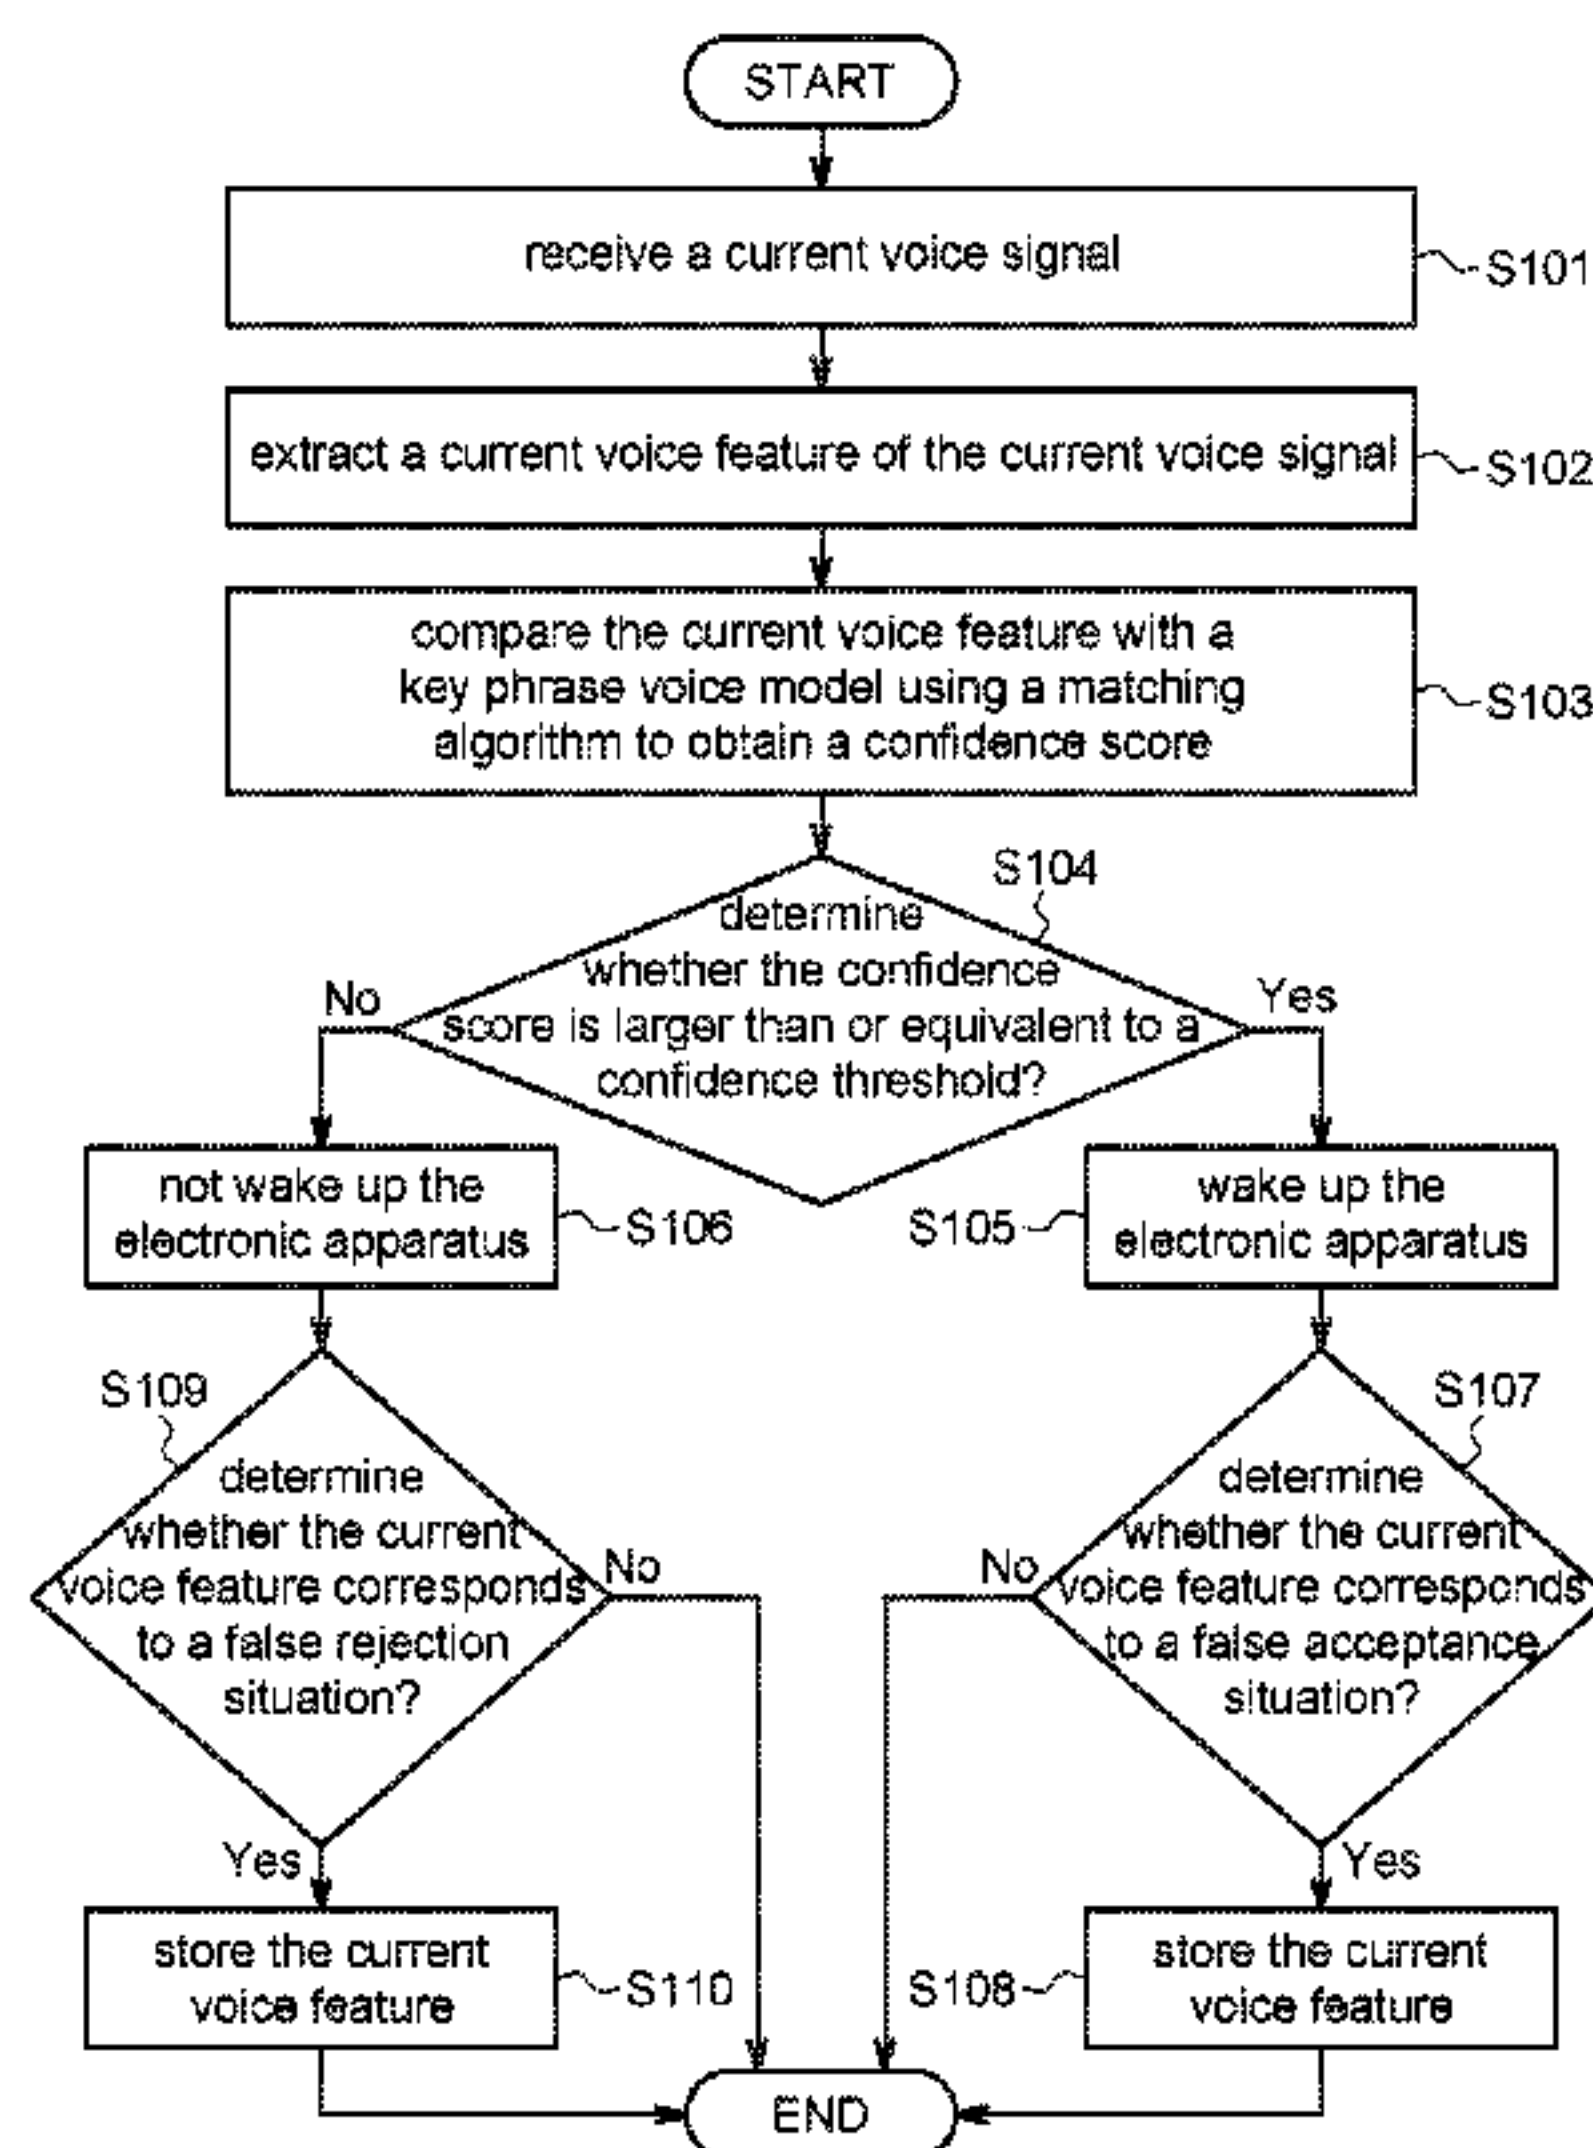 START
receive a current voice signal
S101
extract a current voice feature of the current voice signal
S102
compare the current voice feature with a
key phrase voice model using a matching
algorithm to obtain a confidence score
S103
S104
determine
whether the confidence
score is larger than or equivalent to a
confidence threshold?
No
Yes
not wake up the
electronic apparatus
S106
S105
wake up the
electronic apparatus
S109
determine
whether the current
voice feature corresponds
to a false rejection
situation?
No
Yes
S107
determine
whether the current
voice feature corresponds
to a false acceptance
situation?
No
Yes
store the current
voice feature
S110
S108
store the current
voice feature
END